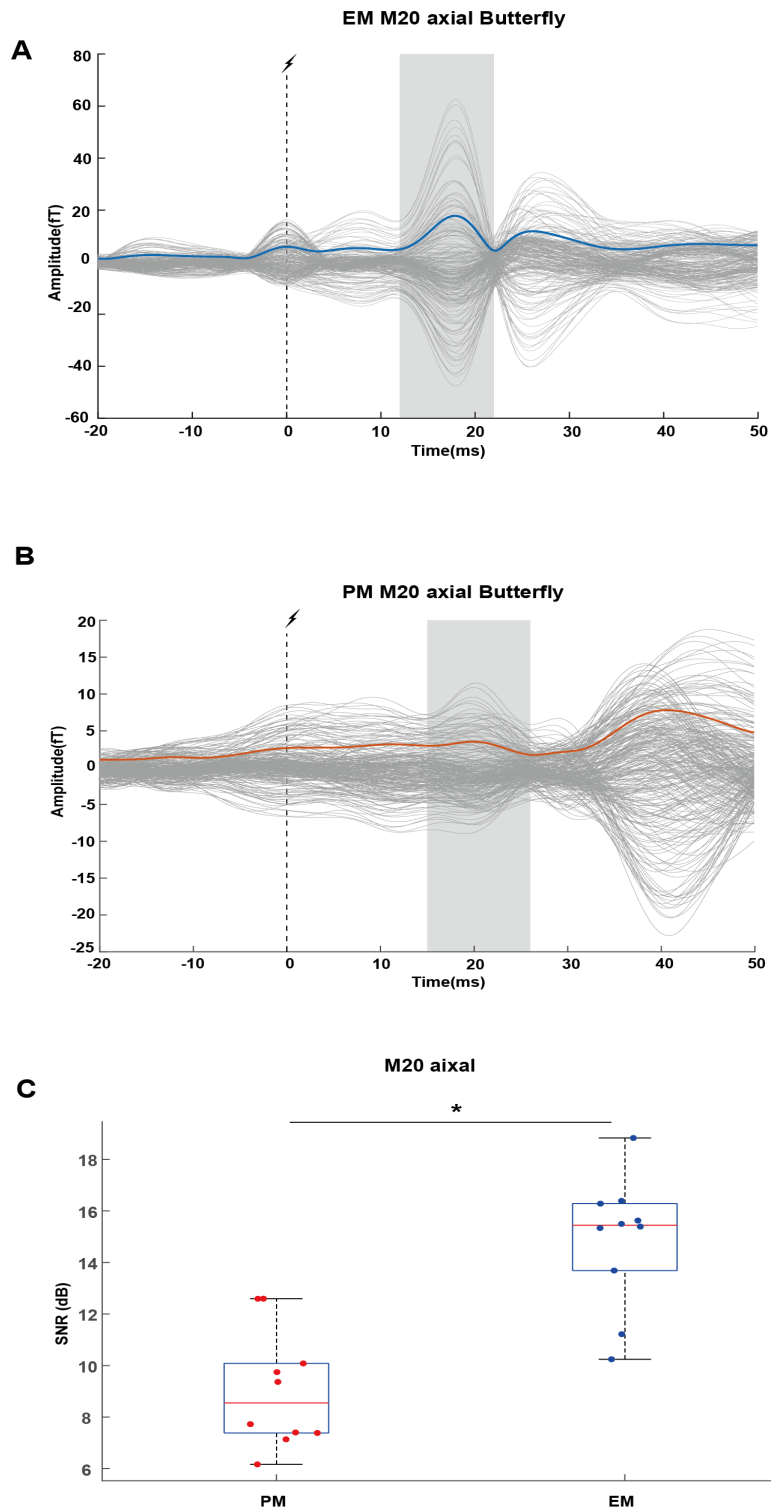 EM M20 axial Butterfly
A
80
60
40
20
0
-20
-40
-60
Amplitude(fT)
-20 -10 0 10 20 30 40 50
Time(ms)
B
PM M20 axial Butterfly
20
15
10
5
0
-5
-10
-15
-20
-25
Amplitude(fT)
-20 -10 0 10 20 30 40 50
Time(ms)
M20 aixal
C
*
18
16
14
12
10
8
6
SNR (dB)
PM EM